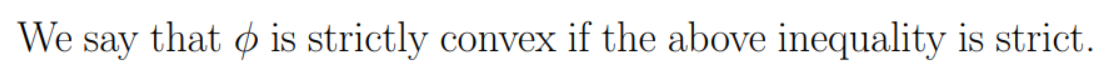 We say that ϕ is strictly convex if the above inequality is strict.